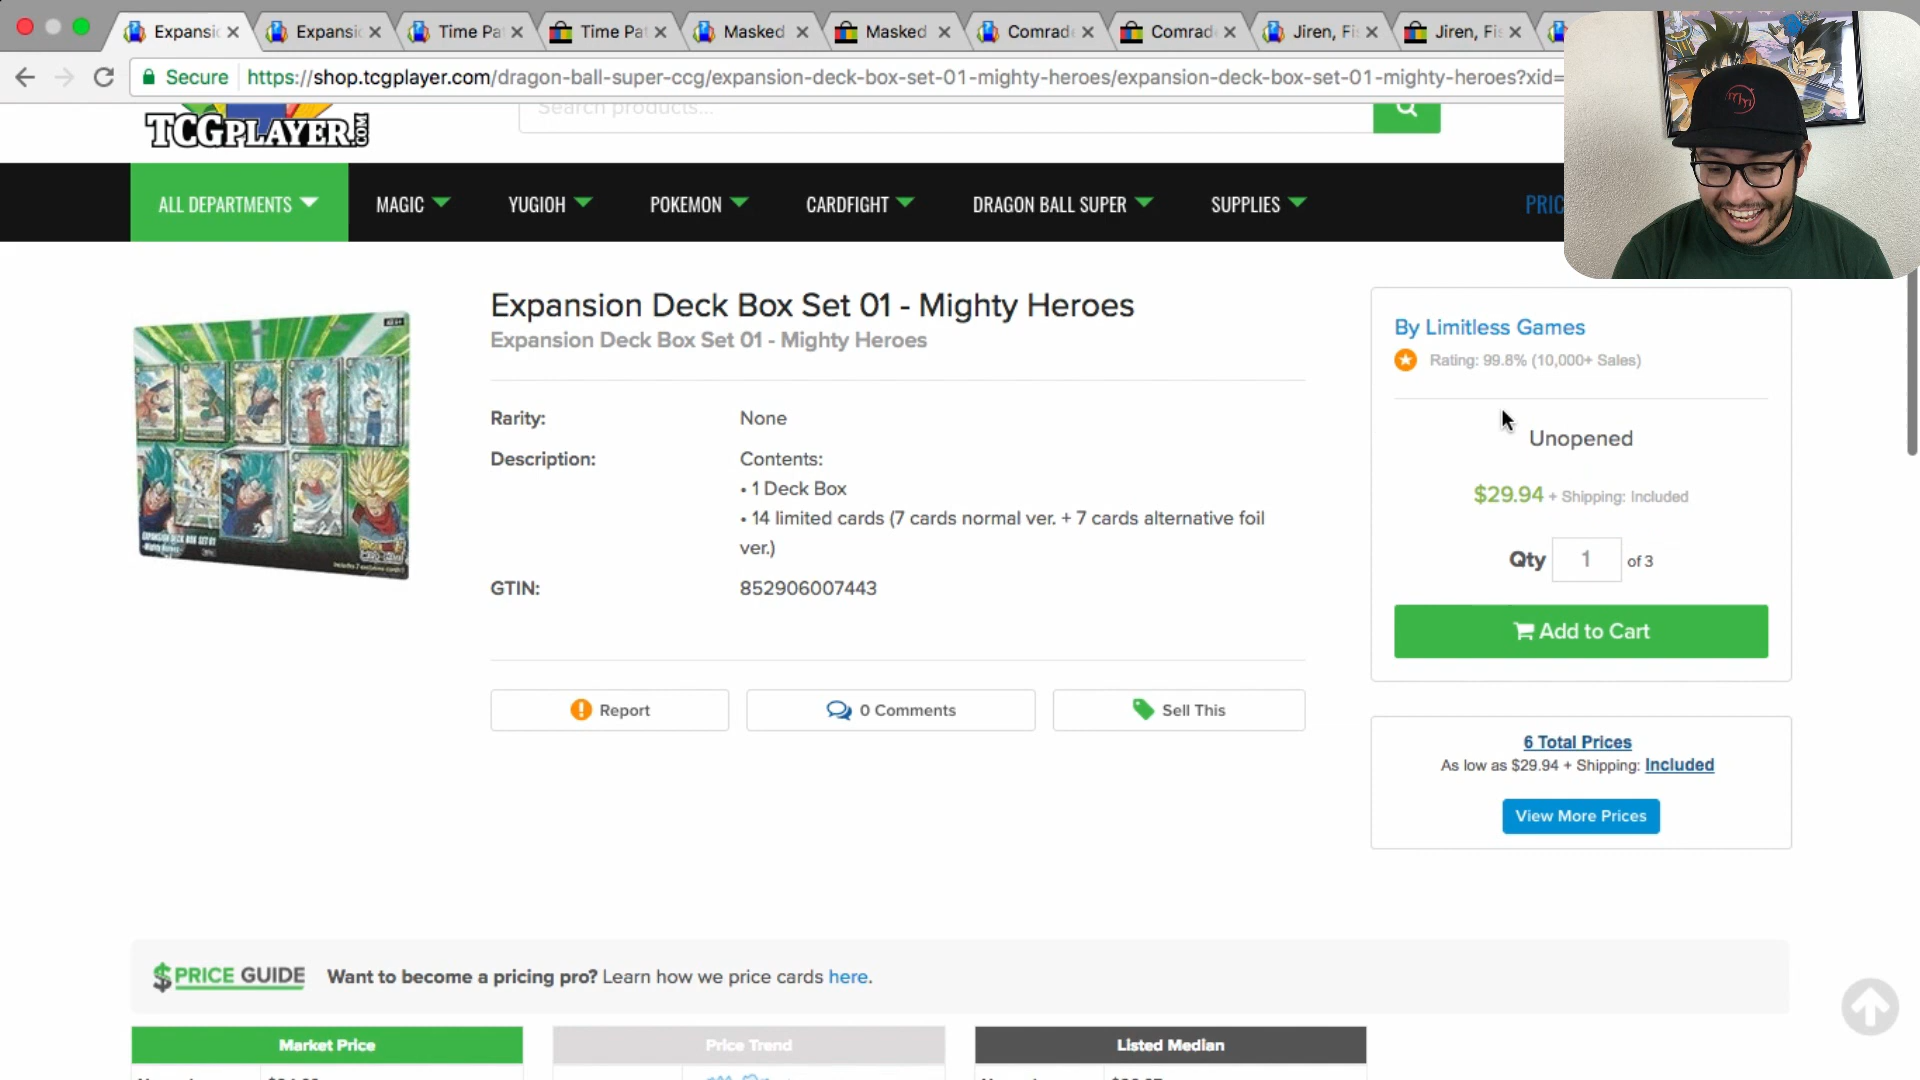 Expansio
Expansio
Time Pa
Time Pa
Masked
Masked
Comrad
Comrad
Jiren, Fi
Jiren, Fi
Secure https://shop.tcgplayer.com/dragon-ball-super-ccg/expansion-deck-box-set-01-mighty-heroes/expansion-deck-box-set-01-mighty-heroes?xid=
TCGPLAYER.COM
Search products...
ALL DEPARTMENTS MAGIC YUGIOH POKEMON CARDFIGHT DRAGON BALL SUPER SUPPLIES PRIC
Expansion Deck Box Set 01 - Mighty Heroes
Expansion Deck Box Set 01 - Mighty Heroes
Rarity: None
Description: Contents:
• 1 Deck Box
• 14 limited cards (7 cards normal ver. + 7 cards alternative foil
ver.)
GTIN: 852906007443
Report
0 Comments
Sell This
By Limitless Games
Rating: 99.8% (10,000+ Sales)
Unopened
$29.94 + Shipping: Included
Qty 1 of 3
Add to Cart
6 Total Prices
As low as $29.94 + Shipping: Included
View More Prices
EXPANSION DECK BOX SET 01
-Mighty Heroes-
$PRICE GUIDE Want to become a pricing pro? Learn how we price cards here.
Market Price
Price Trend
Listed Median